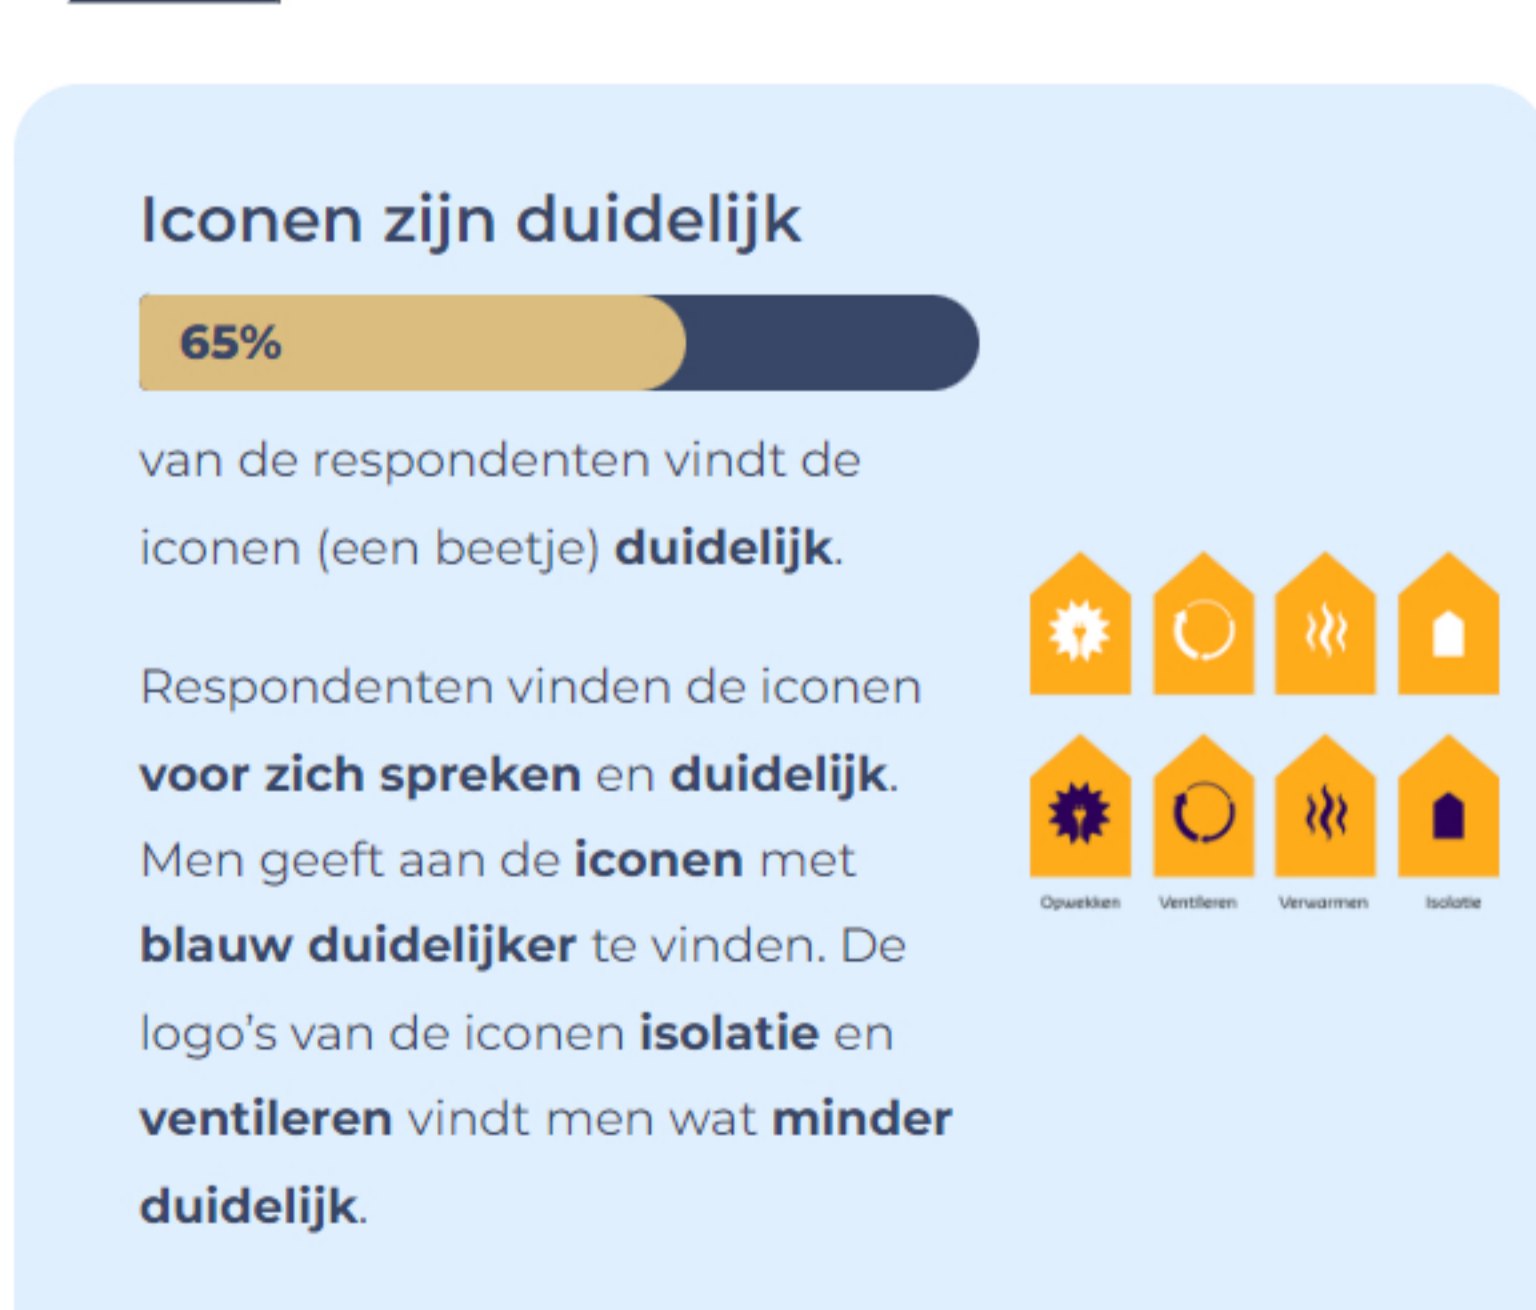 Iconen zijn duidelijk
65%
van de respondenten vindt de
iconen (een beetje) duidelijk.
Respondenten vinden de iconen
voor zich spreken en duidelijk.
Men geeft aan de iconen met
blauw duidelijker te vinden. De
logo's van de iconen isolatie en
ventileren vindt men wat minder
duidelijk.
Opwekken Ventileren Verwarmen Isolatie